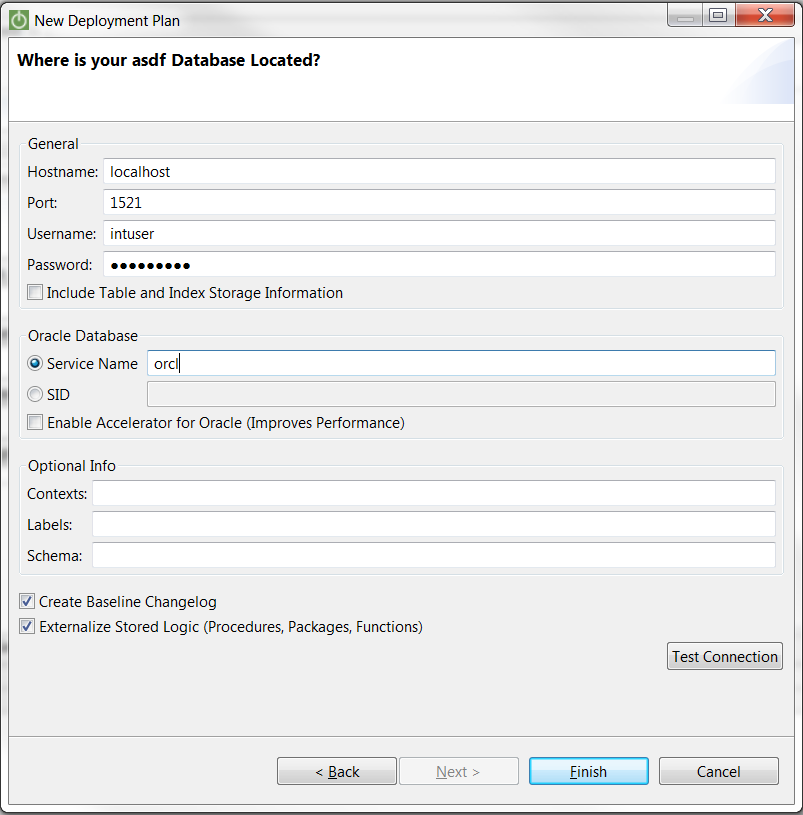 New Deployment Plan
Where is your asdf Database Located?
General
Hostname: localhost
Port: 1521
Username: intuser
Password: ●●●●●●●●●
Include Table and Index Storage Information
Oracle Database
Service Name orcl
SID
Enable Accelerator for Oracle (Improves Performance)
Optional Info
Contexts:
Labels:
Schema:
Create Baseline Changelog
Externalize Stored Logic (Procedures, Packages, Functions)
Test Connection
< Back Next > Finish Cancel